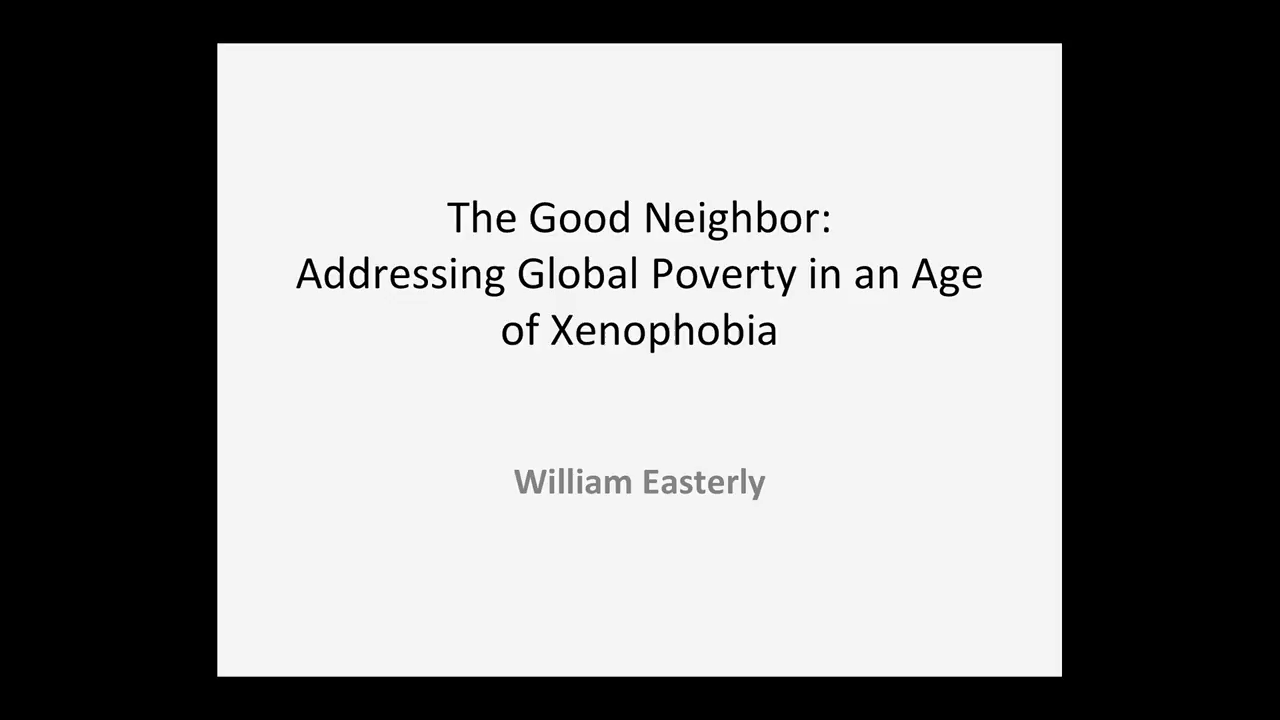 The Good Neighbor:
Addressing Global Poverty in an Age
of Xenophobia
William Easterly